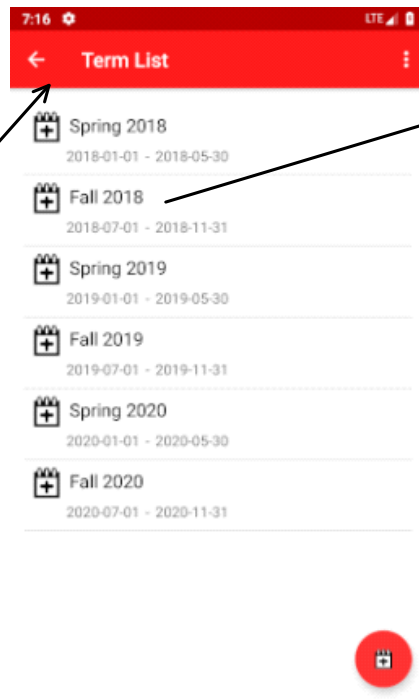 7:16 LTE
Term List
Spring 2018
2018-01-01 - 2018-05-30
Fall 2018
2018-07-01 - 2018-11-31
Spring 2019
2019-01-01 - 2019-05-30
Fall 2019
2019-07-01 - 2019-11-31
Spring 2020
2020-01-01 - 2020-05-30
Fall 2020
2020-07-01 - 2020-11-31